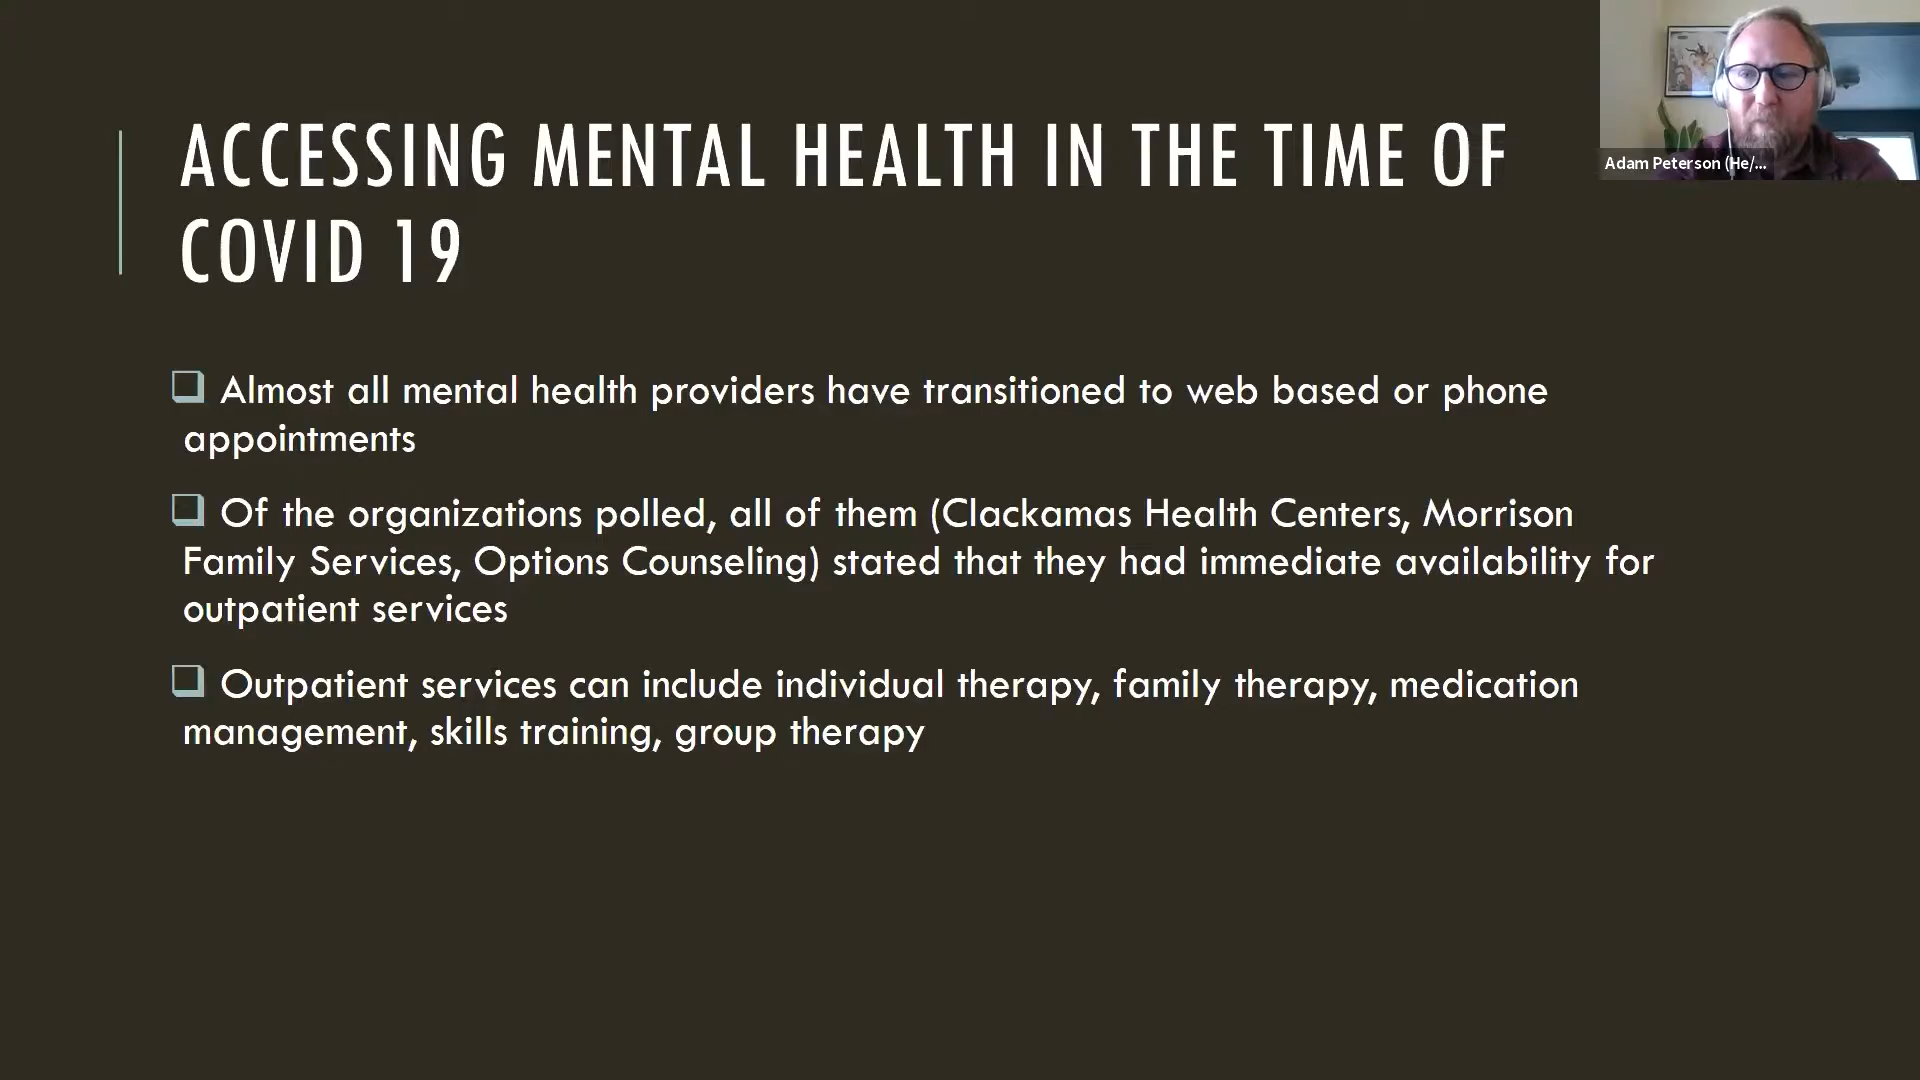 ACCESSING MENTAL HEALTH IN THE TIME OF
COVID 19
Adam Peterson (He/...
Almost all mental health providers have transitioned to web based or phone
appointments
Of the organizations polled, all of them (Clackamas Health Centers, Morrison
Family Services, Options Counseling) stated that they had immediate availability for
outpatient services
Outpatient services can include individual therapy, family therapy, medication
management, skills training, group therapy